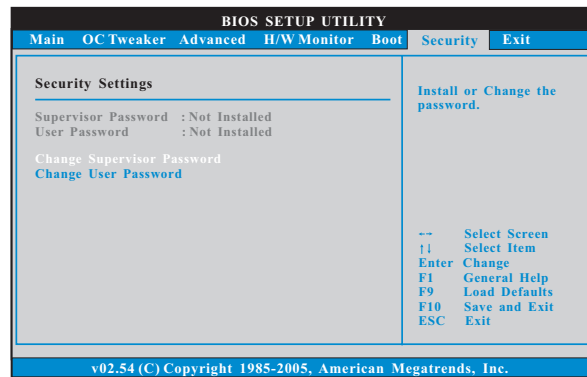 BIOS SETUP UTILITY
Main OC Tweaker Advanced H/W Monitor Boot Security Exit
Security Settings
Supervisor Password : Not Installed
User Password : Not Installed
Change Supervisor Password
Change User Password
Install or Change the
password.
←→ Select Screen
↑↓ Select Item
Enter Change
F1 General Help
F9 Load Defaults
F10 Save and Exit
ESC Exit
v02.54 (C) Copyright 1985-2005, American Megatrends, Inc.